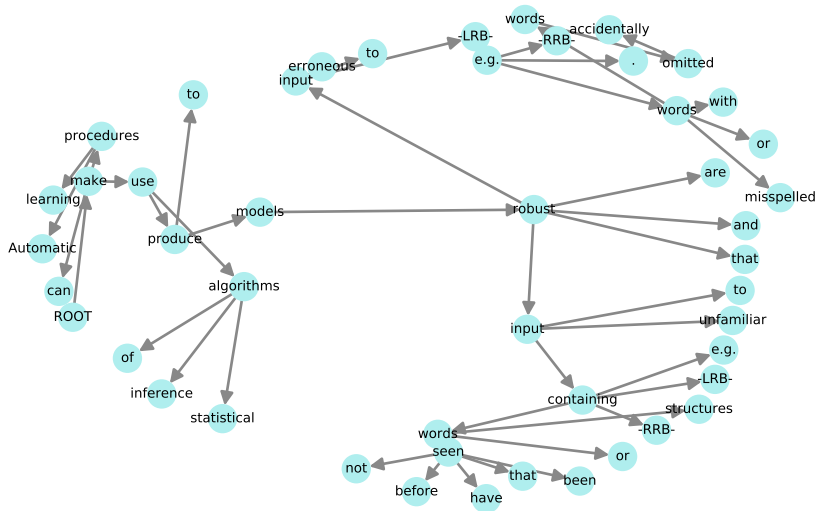 words
accidentally
-LRB-
-RRB-
to
e.g.
.
omitted
erroneous
input
to
words
with
procedures
or
are
make
use
learning
misspelled
models
robust
and
produce
Automatic
that
algorithms
can
to
ROOT
unfamiliar
input
e.g.
of
-LRB-
inference
containing
structures
statistical
-RRB-
words
seen
or
not
that
been
before
have